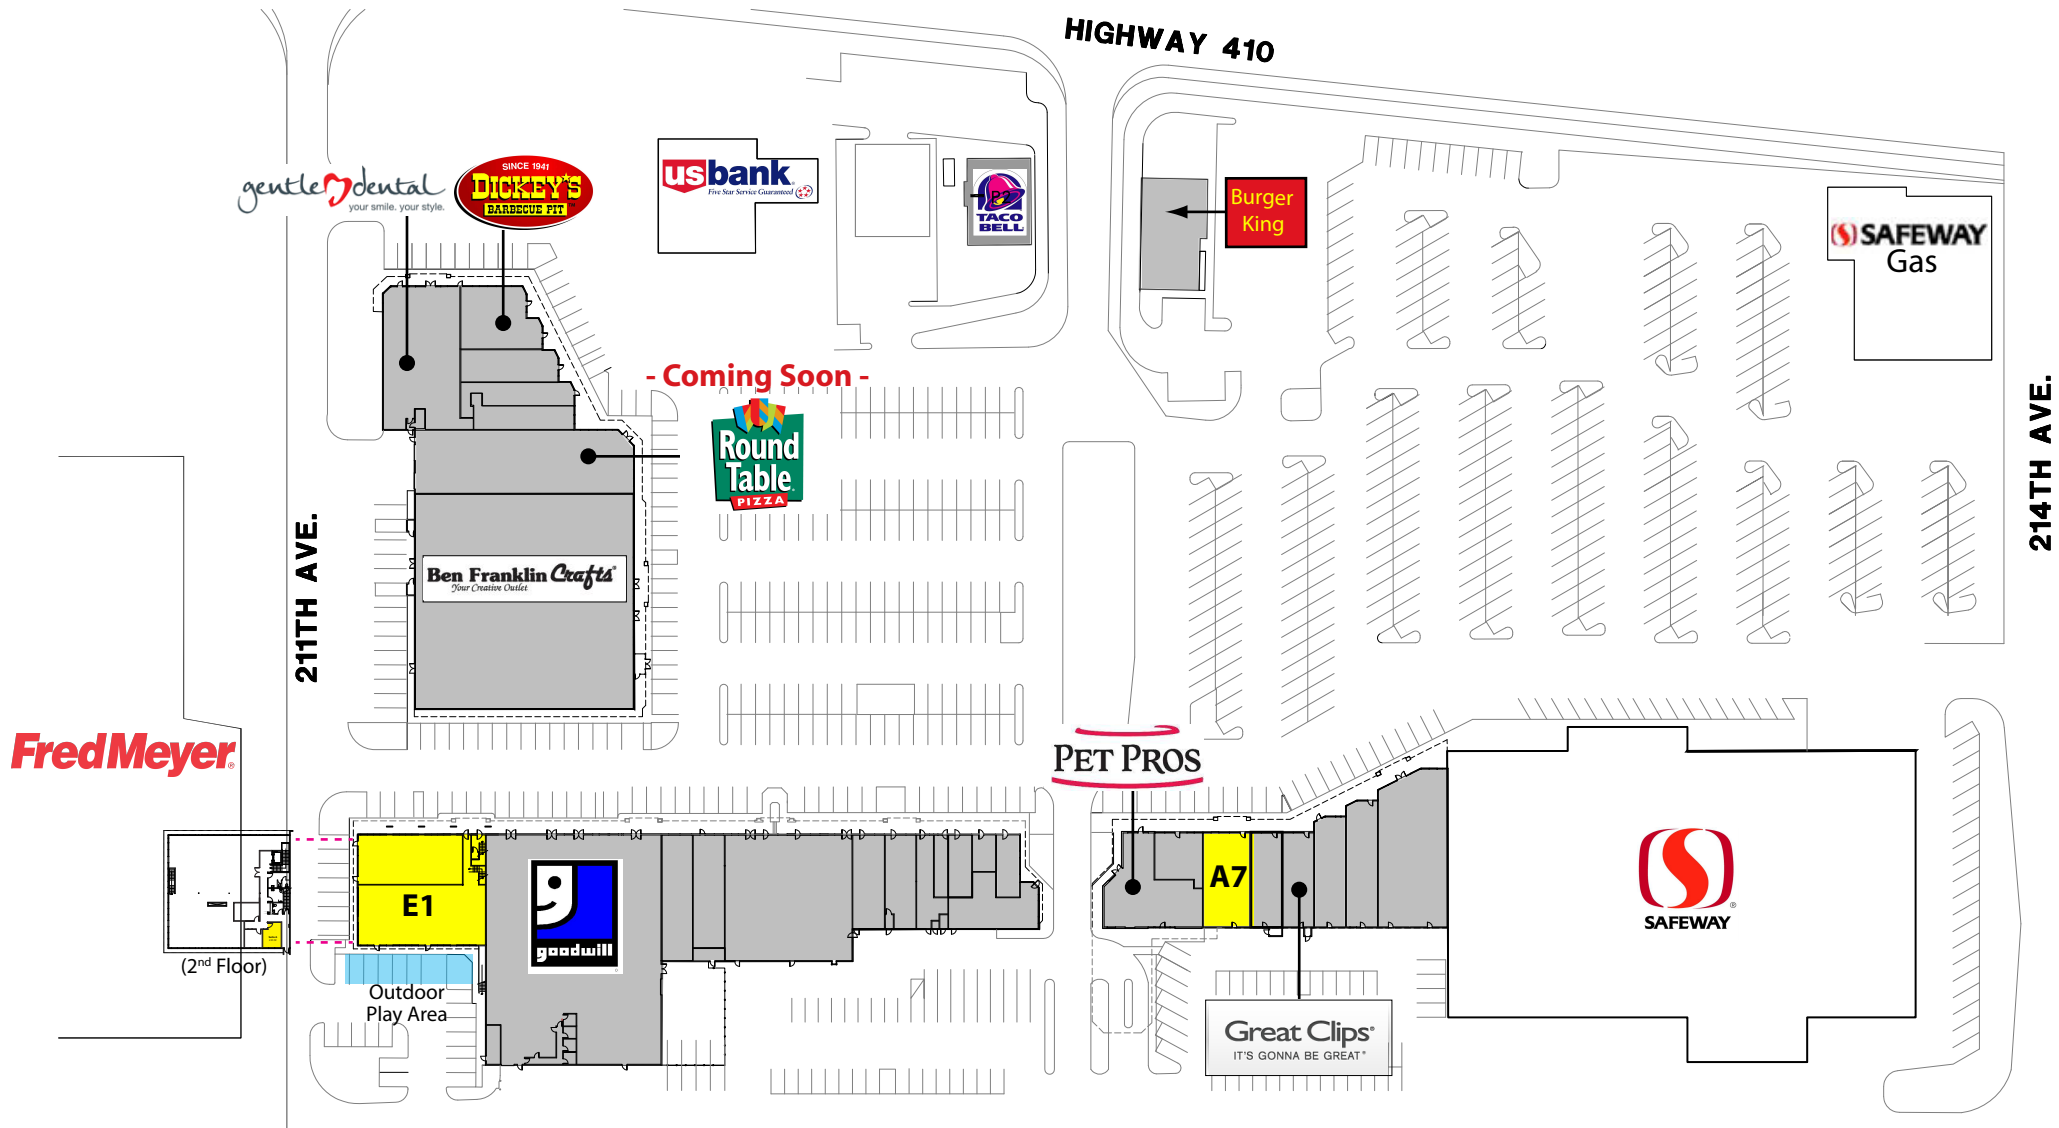 HIGHWAY 410
SINCE 1941
DICKEY'S
BARBECUE PIT
gentle dental
your smile. your style.
usbank
Five Star Service Guaranteed
TACO
BELL
Burger
King
SAFEWAY
Gas
- Coming Soon -
Round
Table
PIZZA
211TH AVE.
214TH AVE.
Ben Franklin Crafts®
Your Creative Outlet
FredMeyer®
PET PROS
E1
goodwill
A7
SAFEWAY®
(2nd Floor)
Outdoor
Play Area
Great Clips®
IT'S GONNA BE GREAT®